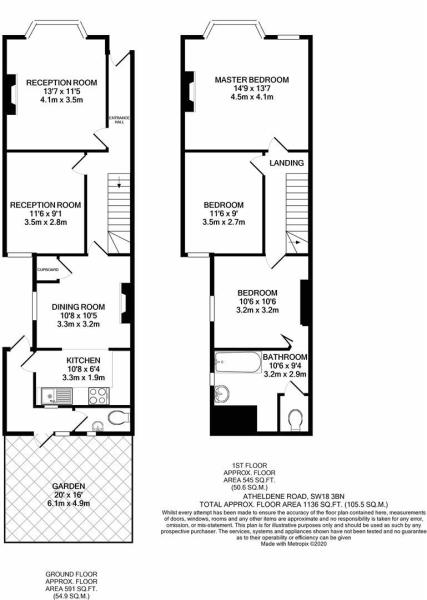 RECEPTION ROOM
13'7 x 11'5
4.1m x 3.5m
ENTRANCE
HALL
RECEPTION ROOM
11'6 x 9'1
3.5m x 2.8m
CUPBOARD
DINING ROOM
10'8 x 10'5
3.3m x 3.2m
KITCHEN
10'8 x 6'4
3.3m x 1.9m
GARDEN
20' x 16'
6.1m x 4.9m
GROUND FLOOR
APPROX. FLOOR
AREA 591 SQ.FT.
(54.9 SQ.M.)
MASTER BEDROOM
14'9 x 13'7
4.5m x 4.1m
LANDING
BEDROOM
11'6 x 9'
3.5m x 2.7m
BEDROOM
10'6 x 10'6
3.2m x 3.2m
BATHROOM
10'6 x 9'4
3.2m x 2.9m
1ST FLOOR
APPROX. FLOOR
AREA 545 SQ.FT.
(50.6 SQ.M.)
ATHELDENE ROAD, SW18 3BN
TOTAL APPROX. FLOOR AREA 1136 SQ.FT. (105.5 SQ.M.)
Whilst every attempt has been made to ensure the accuracy of the floor plan contained here, measurements
of doors, windows, rooms and any other items are approximate and no responsibility is taken for any error,
omission, or mis-statement. This plan is for illustrative purposes only and should be used as such by any
prospective purchaser. The services, systems and appliances shown have not been tested and no guarantee
as to their operability or efficiency can be given
Made with Metropix ©2020